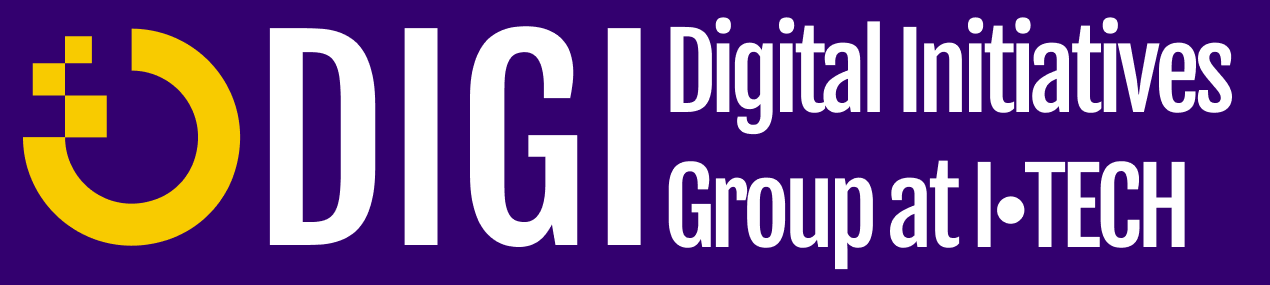 DIGI
Digital Initiatives
Group at I•TECH